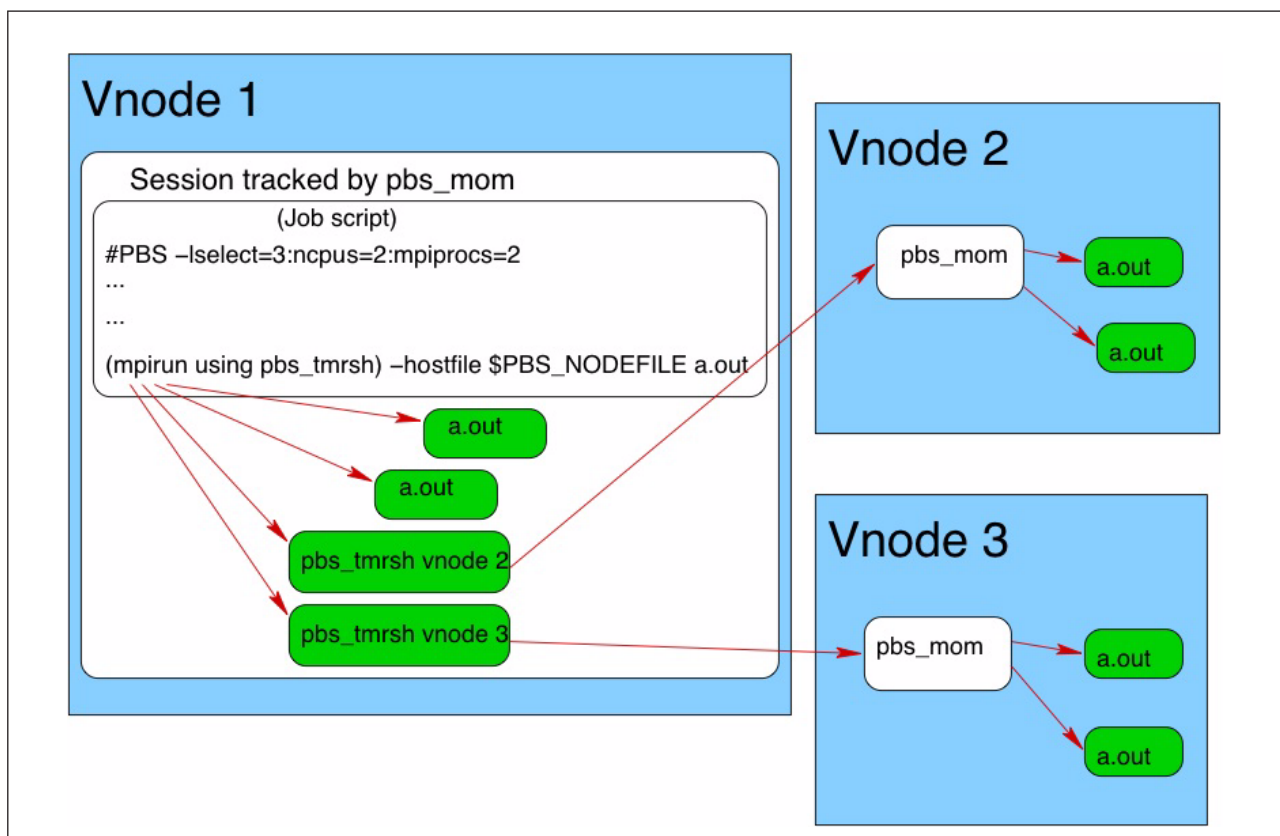 Vnode 1
Session tracked by pbs_mom
(Job script)
#PBS –lselect=3:ncpus=2:mpiprocs=2
...
...
(mpirun using pbs_tmrsh) –hostfile $PBS_NODEFILE a.out
a.out
a.out
pbs_tmrsh vnode 2
pbs_tmrsh vnode 3
Vnode 2
pbs_mom
a.out
a.out
Vnode 3
pbs_mom
a.out
a.out